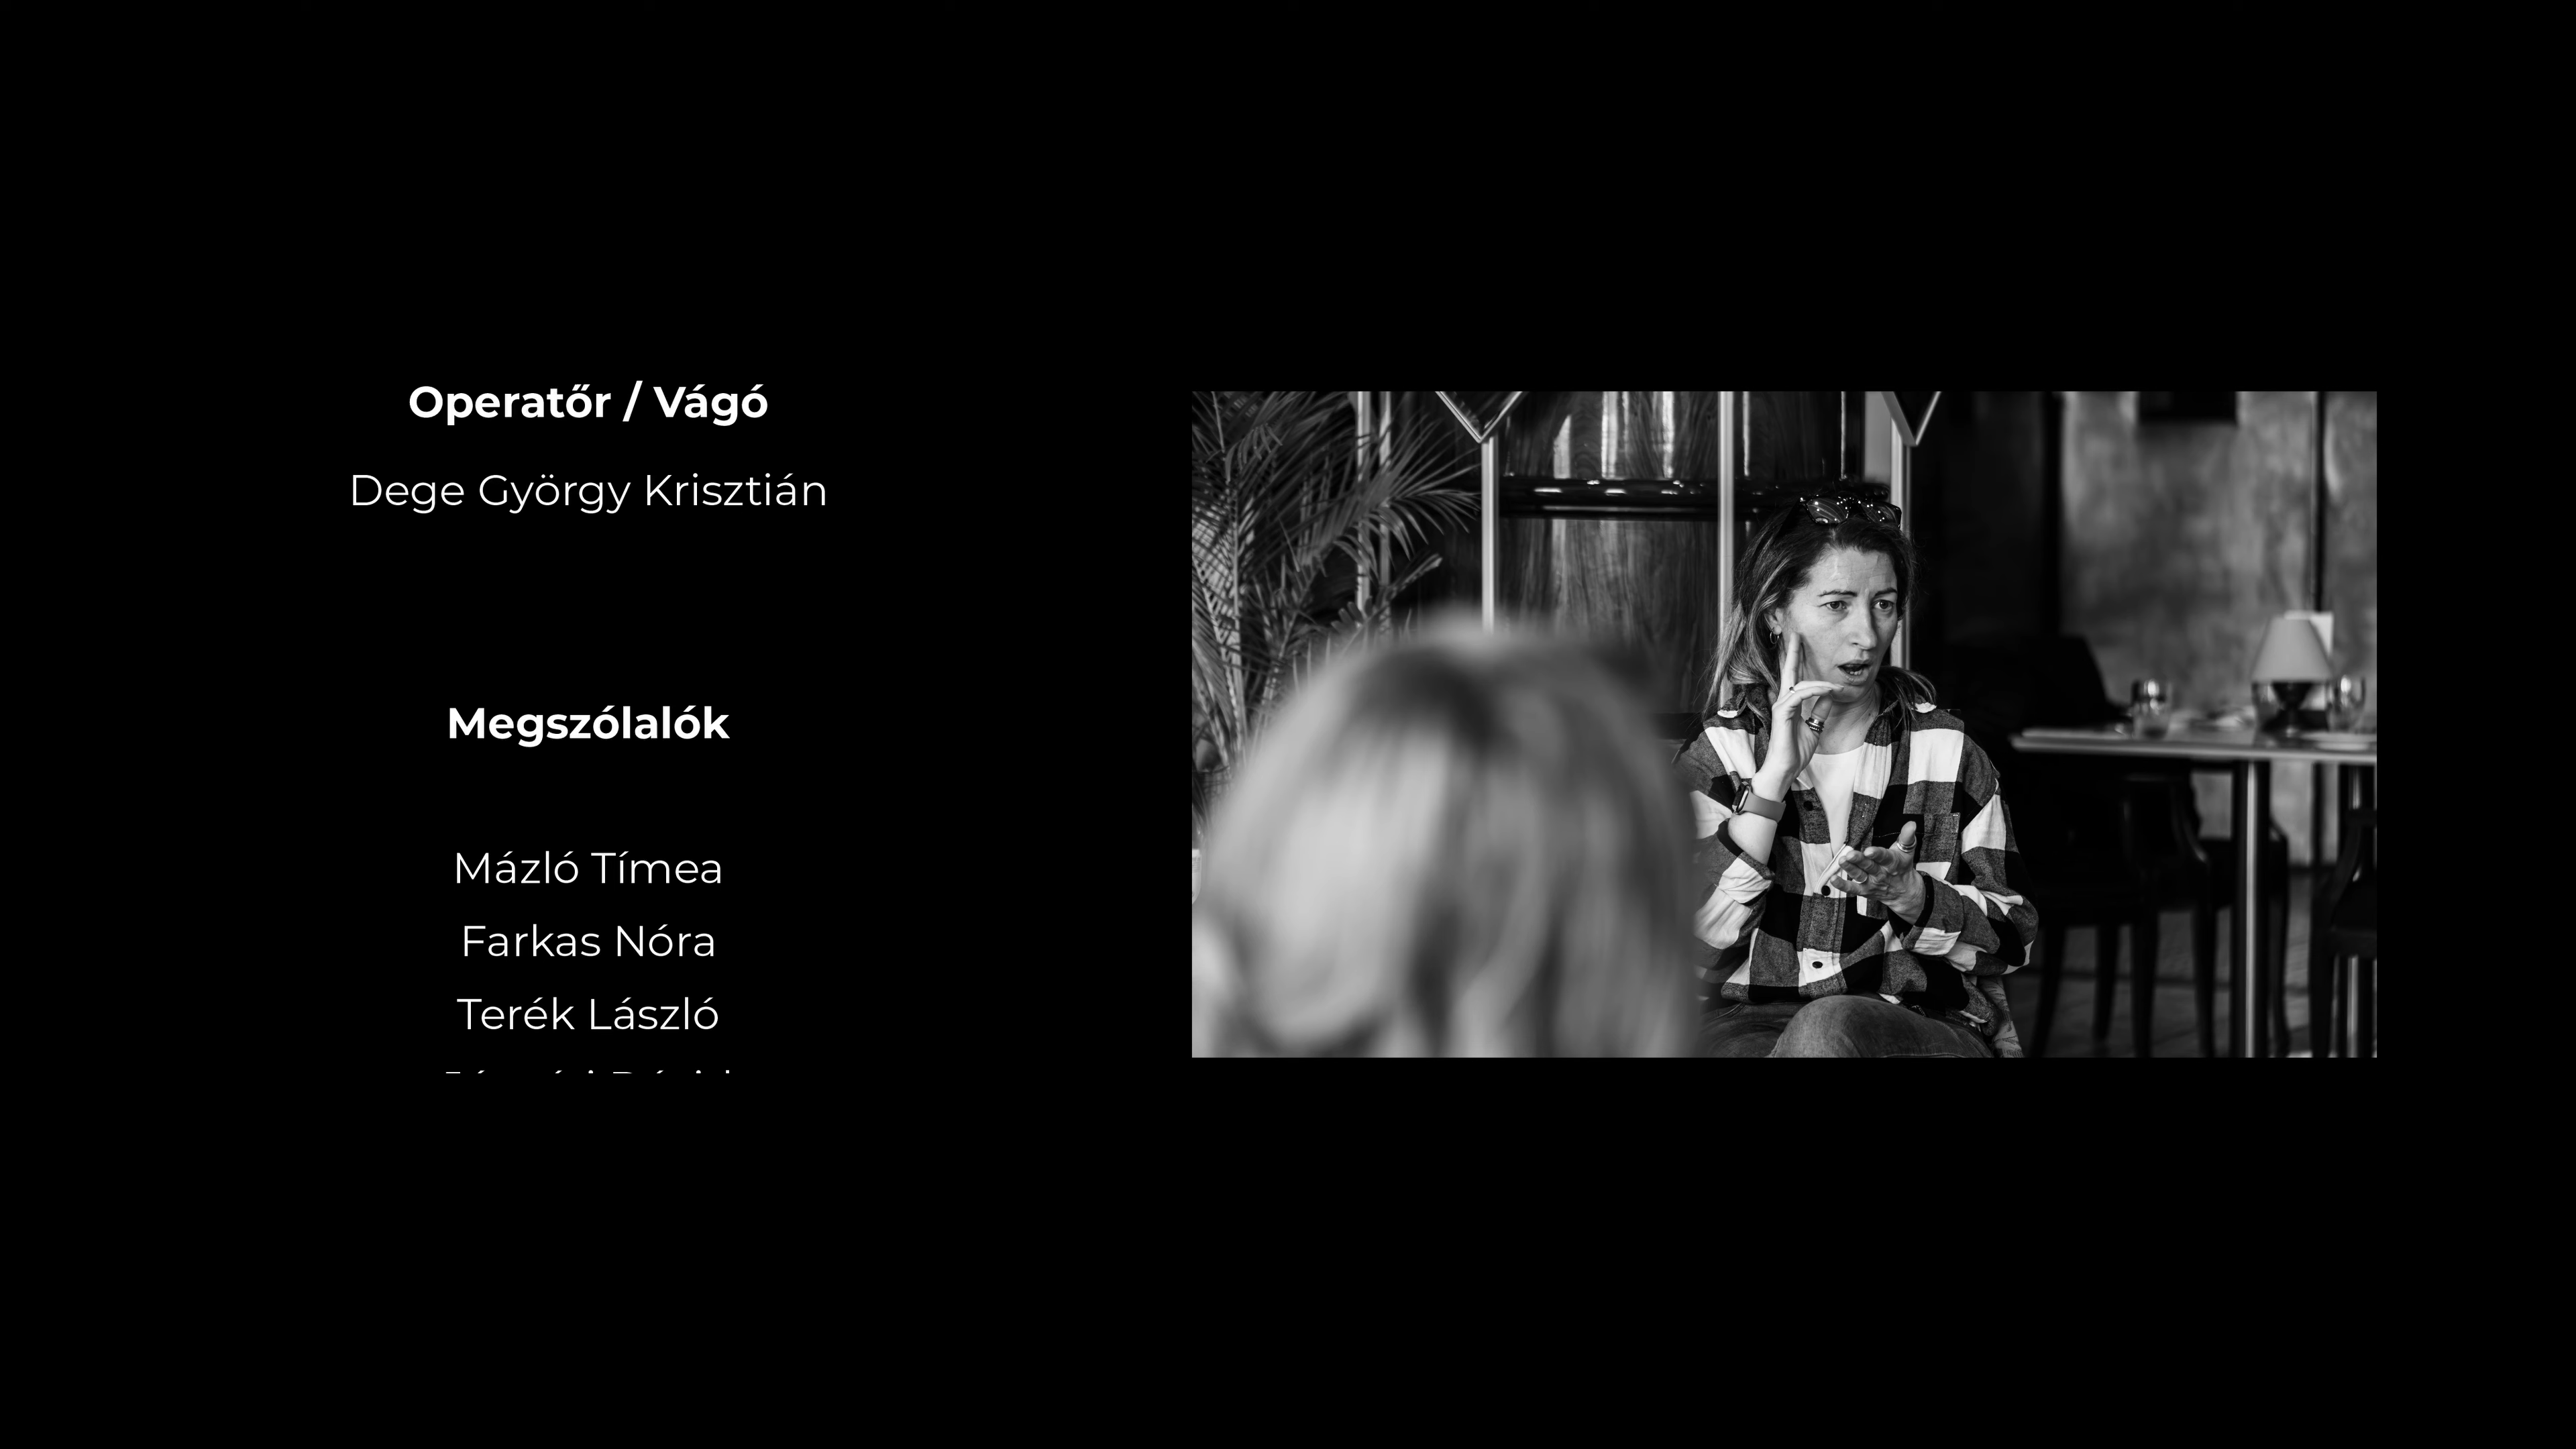 Operatőr / Vágó
Dege György Krisztián
Megszólalók
Mázló Tímea
Farkas Nóra
Terék László